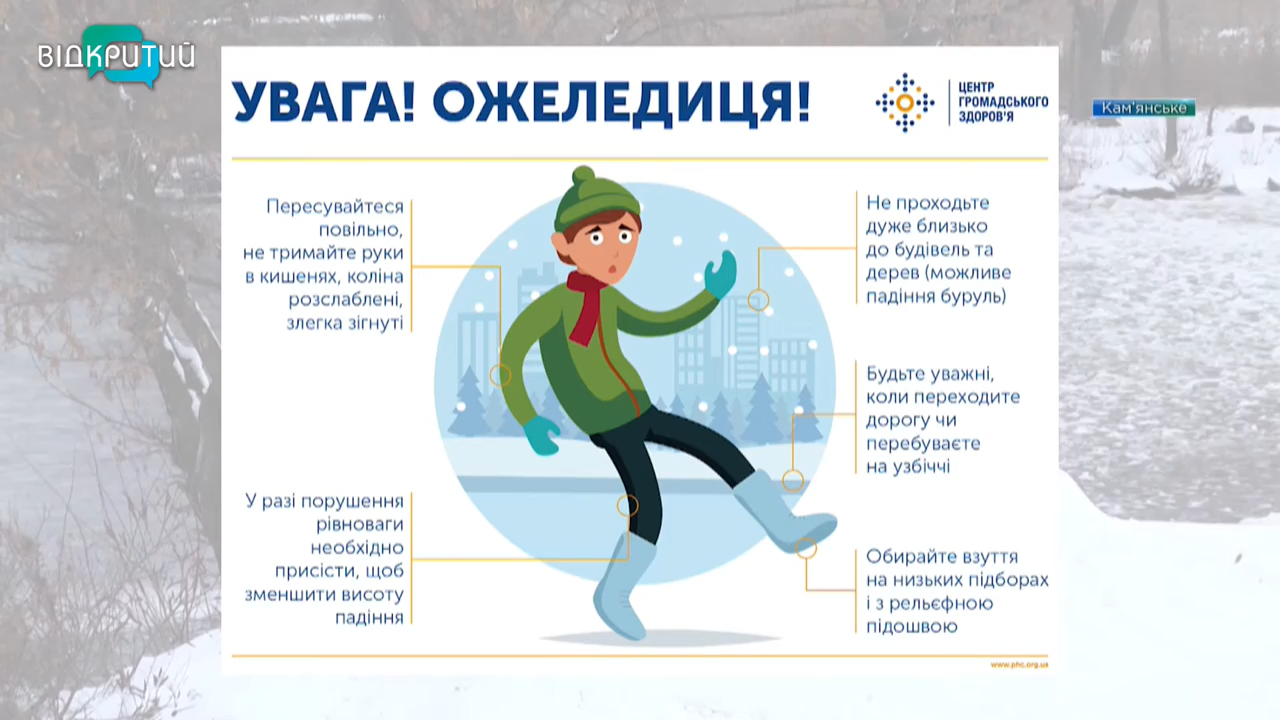 ВІДКРИТИЙ
УВАГА! ОЖЕЛЕДИЦЯ!
ЦЕНТР
ГРОМАДСЬКОГО
ЗДОРОВ'Я
Кам'янське
Пересувайтеся
повільно,
не тримайте руки
в кишенях, коліна
розслаблені,
злегка зігнуті
Не проходьте
дуже близько
до будівель та
дерев (можливе
падіння буруль)
Будьте уважні,
коли переходите
дорогу чи
перебуваєте
на узбіччі
У разі порушення
рівноваги
необхідно
присісти, щоб
зменшити висоту
падіння
Обирайте взуття
на низьких підборах
і з рельєфною
підошвою
www.phc.org.ua